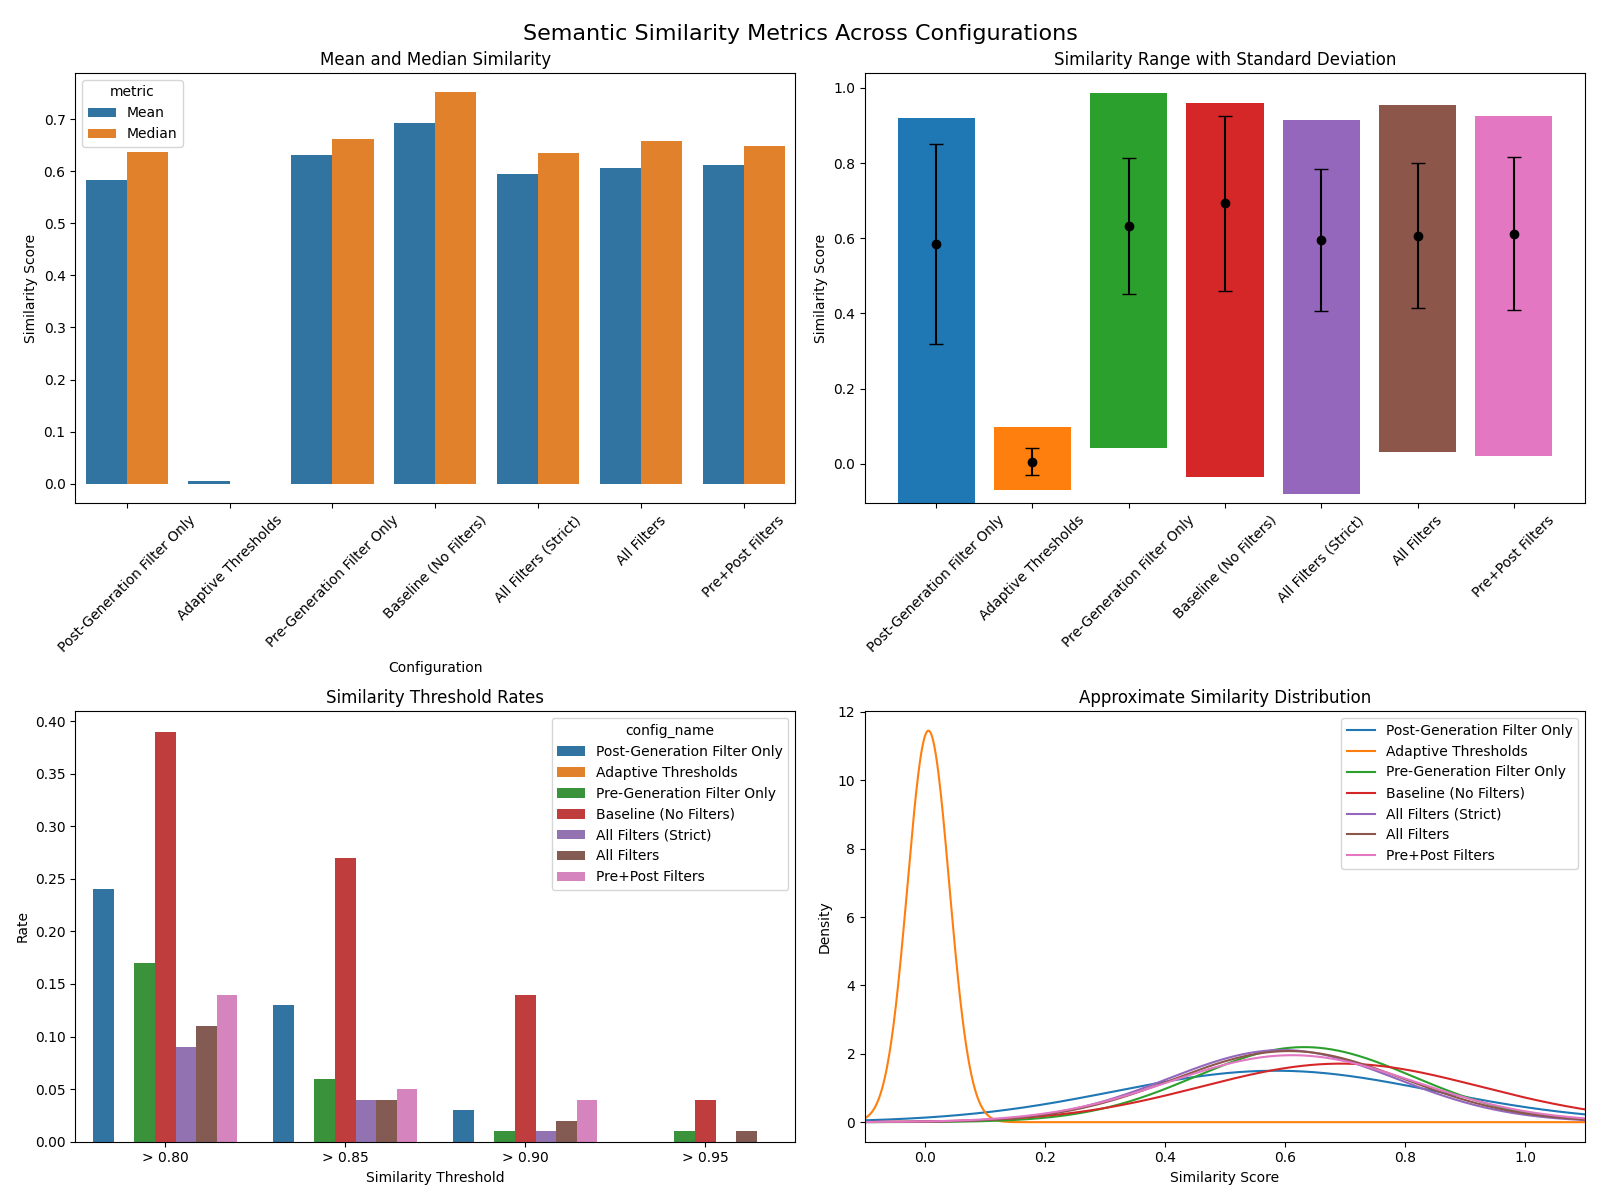 Semantic Similarity Metrics Across Configurations
Mean and Median Similarity
metric
Mean
Median
Similarity Score
0.7
0.6
0.5
0.4
0.3
0.2
0.1
0.0
Post-Generation Filter Only
Adaptive Thresholds
Pre-Generation Filter Only
Baseline (No Filters)
All Filters (Strict)
All Filters
Pre+Post Filters
Configuration
Similarity Range with Standard Deviation
Similarity Score
1.0
0.8
0.6
0.4
0.2
0.0
Post-Generation Filter Only
Adaptive Thresholds
Pre-Generation Filter Only
Baseline (No Filters)
All Filters (Strict)
All Filters
Pre+Post Filters
Similarity Threshold Rates
config_name
Post-Generation Filter Only
Adaptive Thresholds
Pre-Generation Filter Only
Baseline (No Filters)
All Filters (Strict)
All Filters
Pre+Post Filters
Rate
0.40
0.35
0.30
0.25
0.20
0.15
0.10
0.05
0.00
> 0.80
> 0.85
> 0.90
> 0.95
Similarity Threshold
Approximate Similarity Distribution
Post-Generation Filter Only
Adaptive Thresholds
Pre-Generation Filter Only
Baseline (No Filters)
All Filters (Strict)
All Filters
Pre+Post Filters
Density
12
10
8
6
4
2
0
0.0
0.2
0.4
0.6
0.8
1.0
Similarity Score